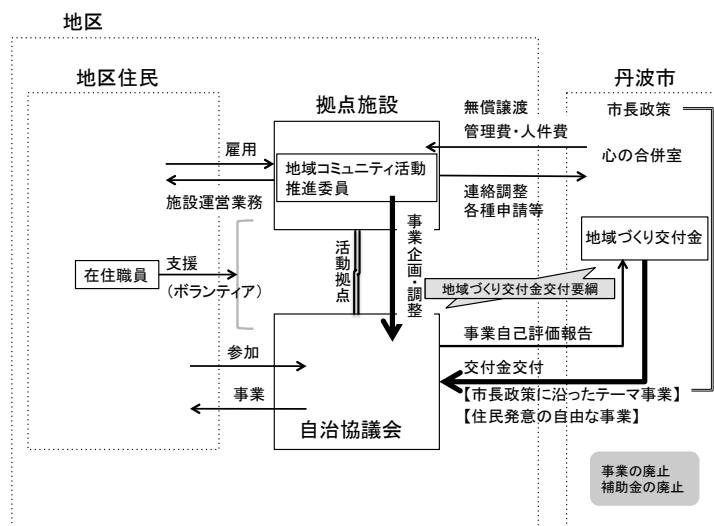 地区
地区住民
丹波市
拠点施設
無償譲渡
管理費・人件費
市長政策
心の合併室
雇用
地域コミュニティ活動
推進委員
施設運営業務
連絡調整
各種申請等
地域づくり交付金
活動拠点
事業企画・調整
在住職員
支援
(ボランティア)
地域づくり交付金交付要綱
事業自己評価報告
参加
交付金交付
【市長政策に沿ったテーマ事業】
事業
【住民発意の自由な事業】
自治協議会
事業の廃止
補助金の廃止